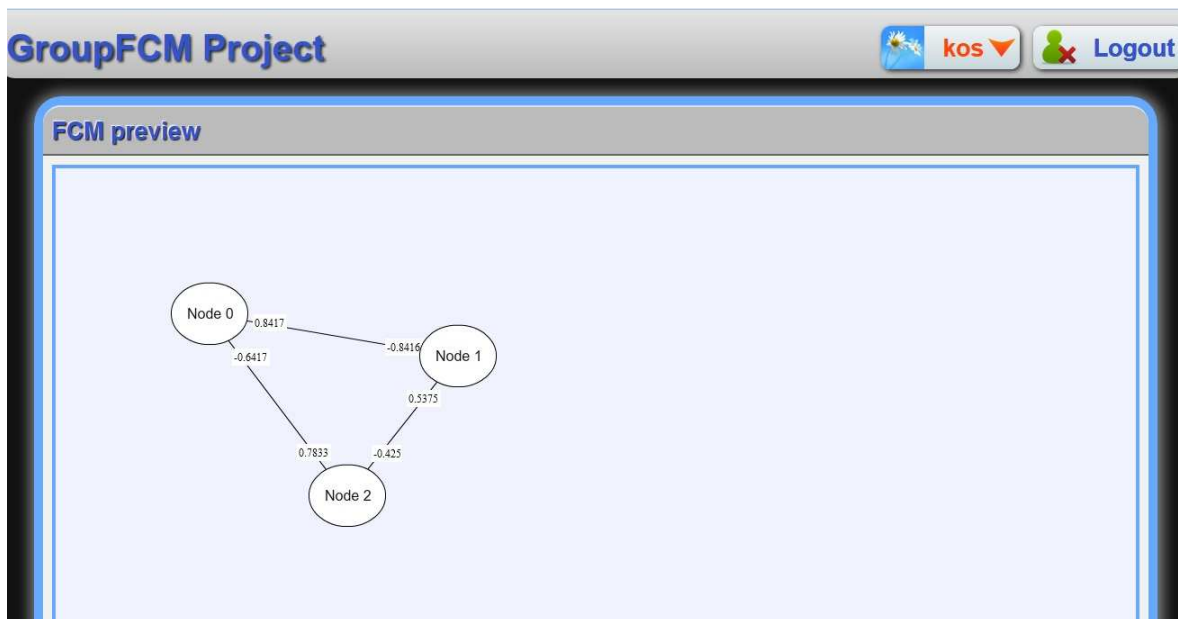 GroupFCM Project
kos
Logout
FCM preview
Node 0
0.8417
-0.8416
Node 1
-0.6417
0.5375
0.7833
-0.425
Node 2